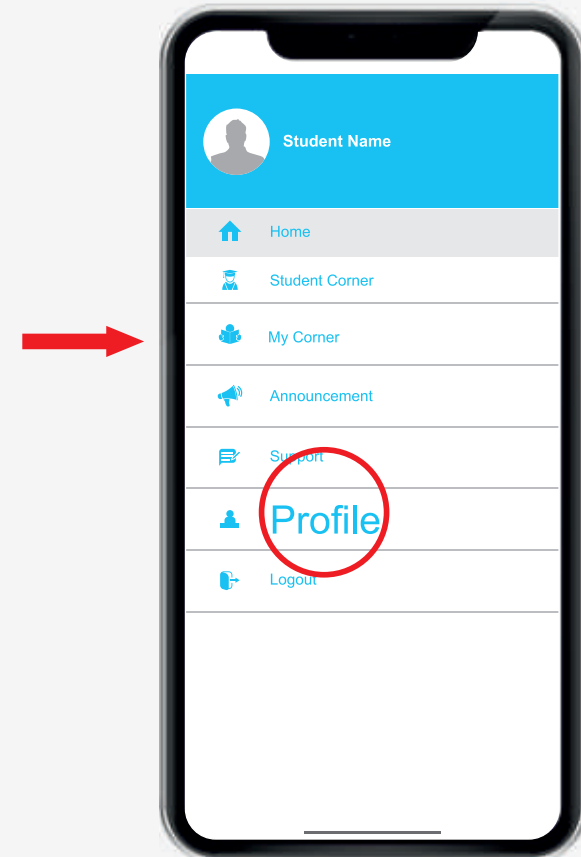 Student Name
Home
Student Corner
My Corner
Announcement
Support
Profile
Logout